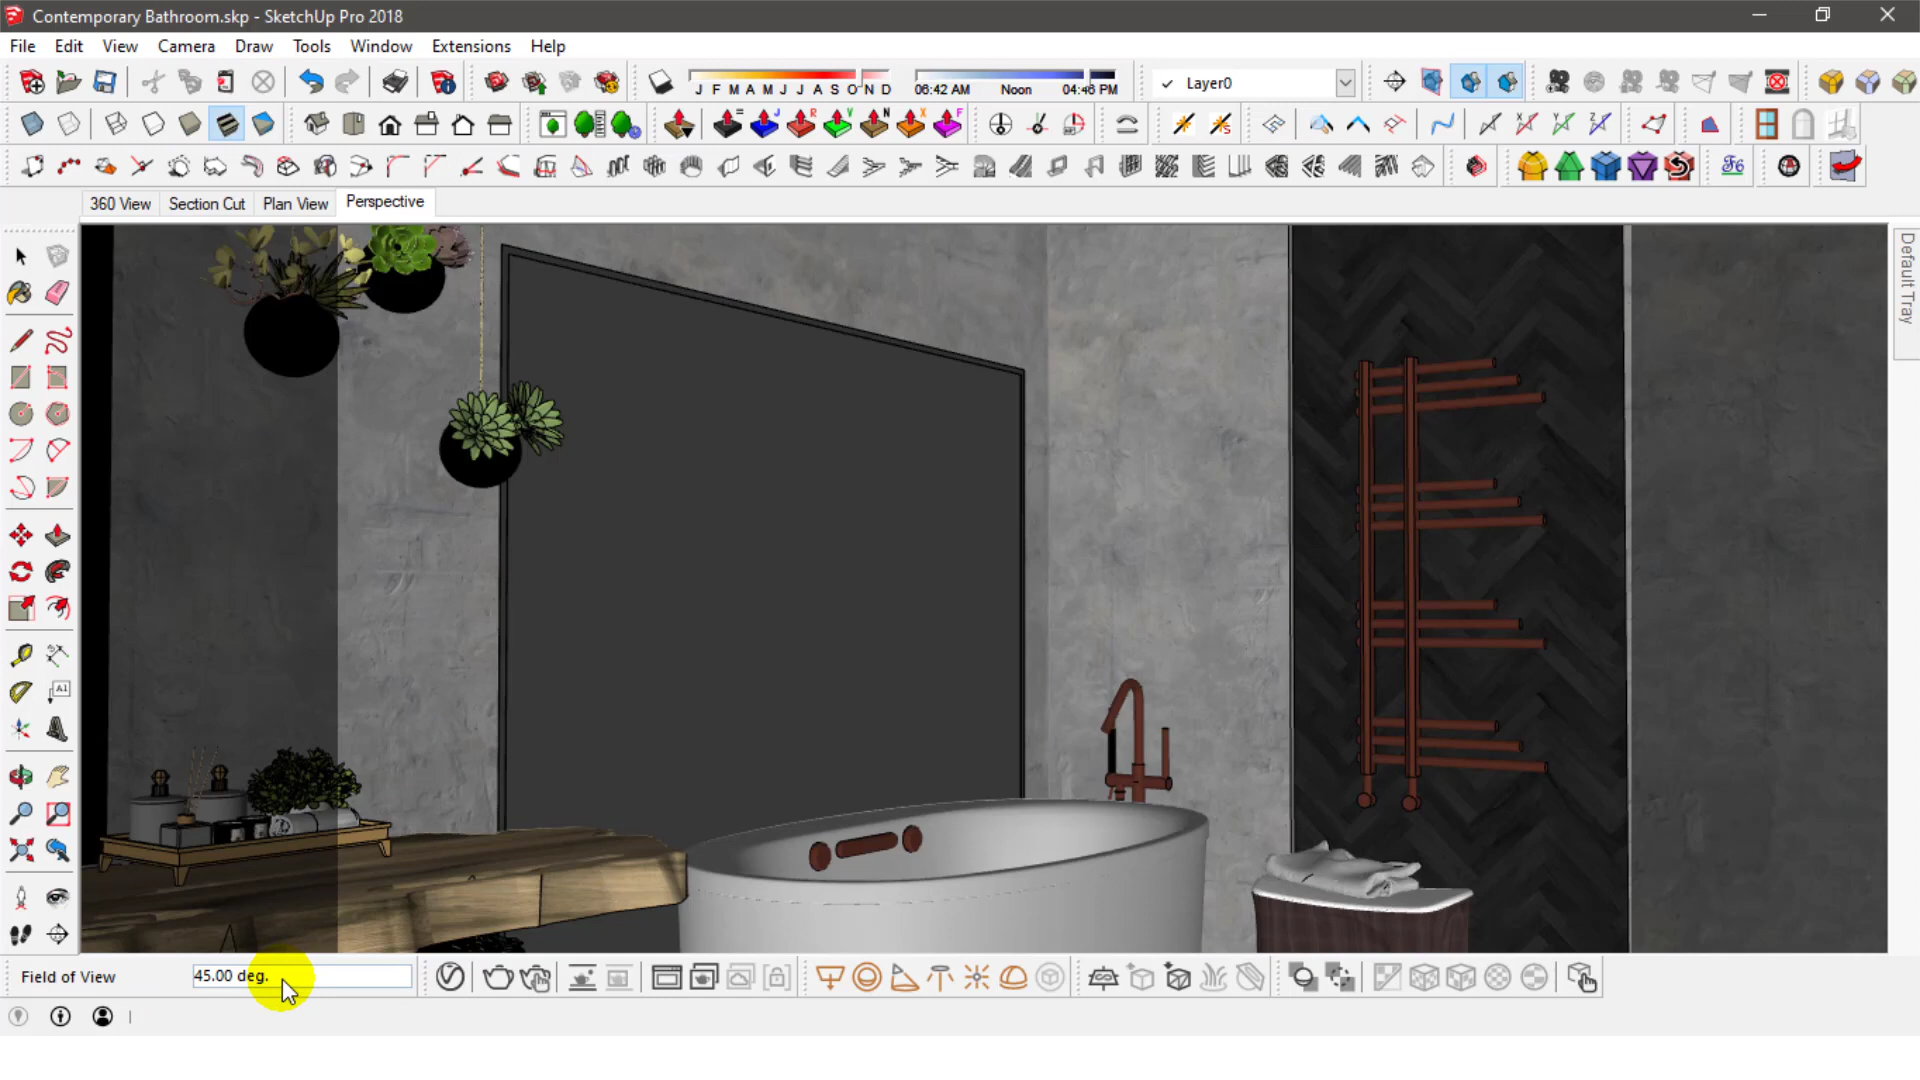 Contemporary Bathroom.skp - SketchUp Pro 2018
File Edit View Camera Draw Tools Window Extensions Help
J F M A M J J A S O N D 06:42 AM Noon 04:46 PM Layer0
= J R V N X F
S
X Y Z
F6
360 View Section Cut Plan View Perspective
Default Tray
A1
Field of View 45.00 deg.